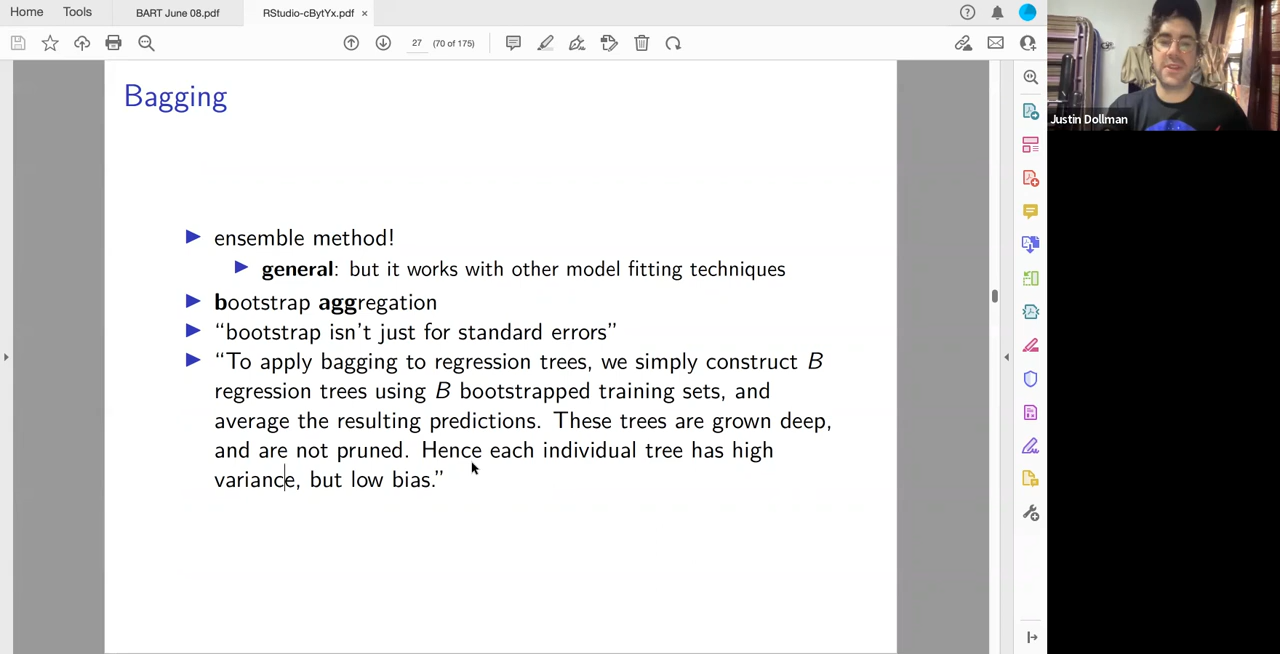 Home Tools BART June 08.pdf RStudio-cBytYx.pdf ×
27 (70 of 175)
Justin Dollman
Bagging
▶ ensemble method!
▶ general: but it works with other model fitting techniques
▶ bootstrap aggregation
▶ “bootstrap isn’t just for standard errors”
▶ “To apply bagging to regression trees, we simply construct B
regression trees using B bootstrapped training sets, and
average the resulting predictions. These trees are grown deep,
and are not pruned. Hence each individual tree has high
variance, but low bias.”